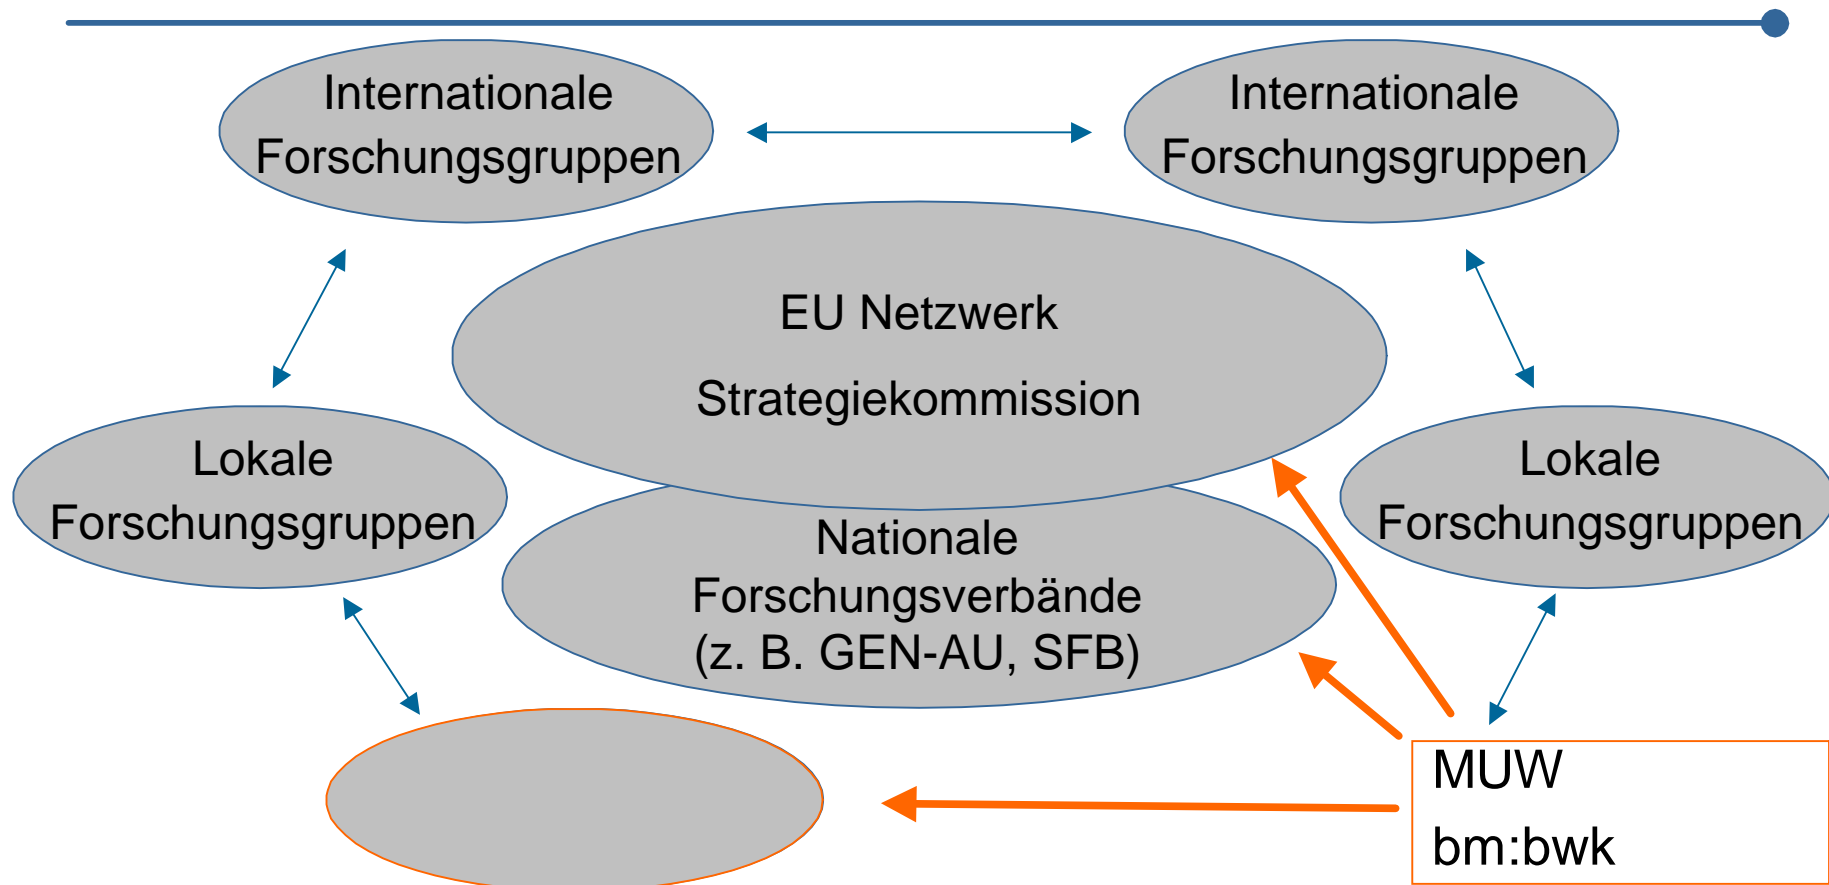 Internationale
Forschungsgruppen
Internationale
Forschungsgruppen
EU Netzwerk
Strategiekommission
Lokale
Forschungsgruppen
Lokale
Forschungsgruppen
Nationale
Forschungsverbände
(z. B. GEN-AU, SFB)
MUW
bm:bwk